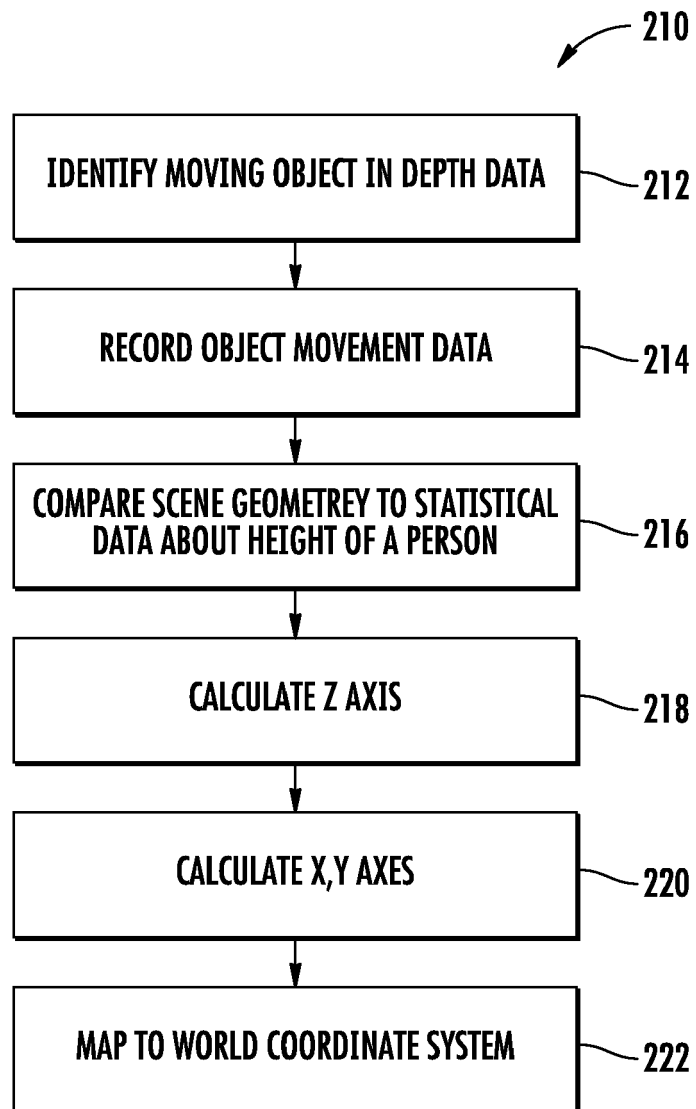 210
IDENTIFY MOVING OBJECT IN DEPTH DATA
212
RECORD OBJECT MOVEMENT DATA
214
COMPARE SCENE GEOMETREY TO STATISTICAL
DATA ABOUT HEIGHT OF A PERSON
216
CALCULATE Z AXIS
218
CALCULATE X,Y AXES
220
MAP TO WORLD COORDINATE SYSTEM
222